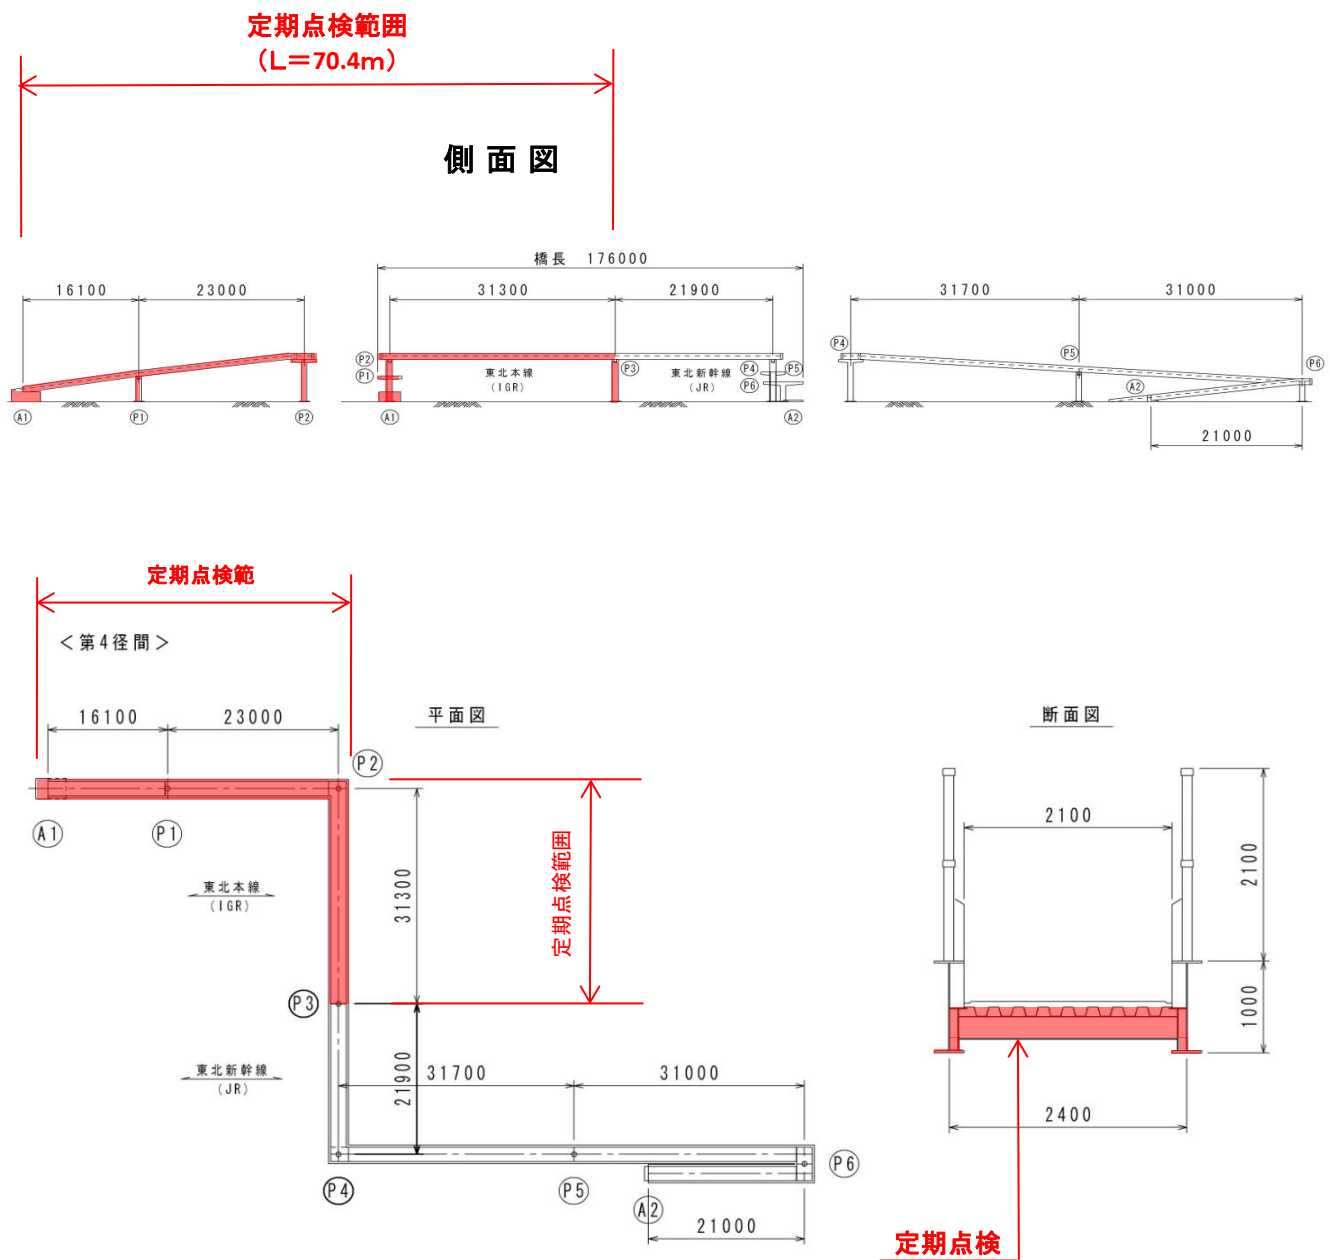 定期点検範囲
（L＝70.4m）
側面図
橋長 176000
16100
23000
31300
21900
31700
31000
P2
P1
A1
P3
東北本線
(IGR)
東北新幹線
(JR)
P4
P5
P6
A2
P4
P5
P6
A2
A1
P1
P2
21000
定期点検範
＜第4径間＞
16100
23000
平面図
断面図
P2
A1
P1
東北本線
(IGR)
31300
定期点検範囲
P3
東北新幹線
(JR)
21900
31700
31000
P4
P5
A2
P6
21000
2100
2100
1000
2400
定期点検